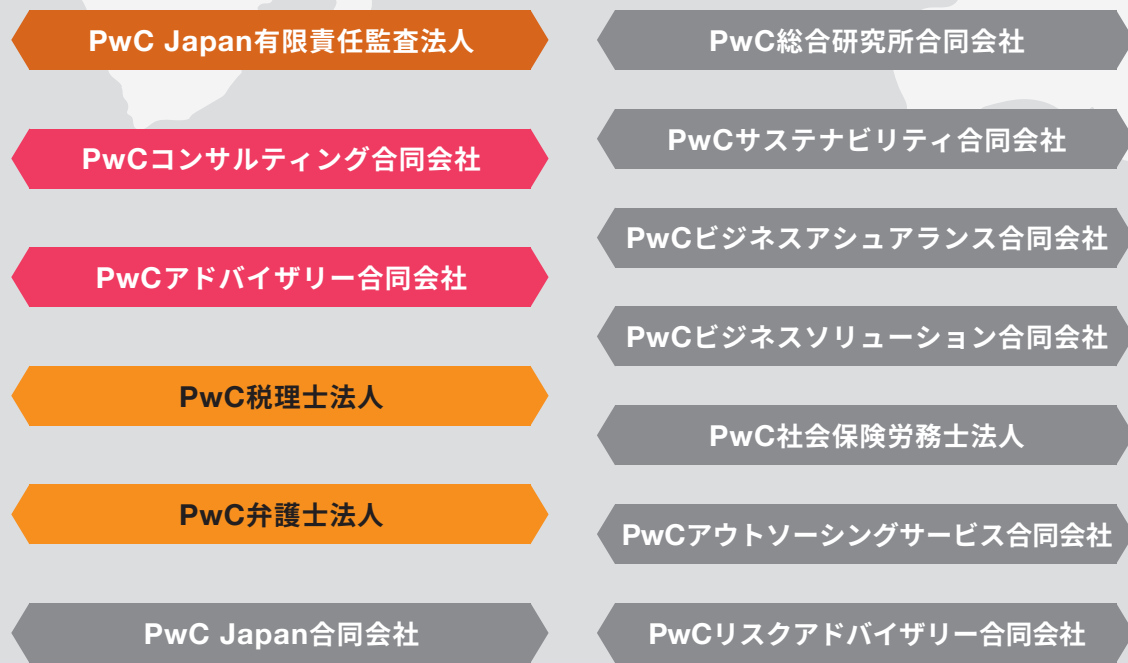 PwC Japan有限責任監査法人
PwCコンサルティング合同会社
PwCアドバイザリー合同会社
PwC税理士法人
PwC弁護士法人
PwC Japan合同会社
PwC総合研究所合同会社
PwCサステナビリティ合同会社
PwCビジネスアシュアランス合同会社
PwCビジネスソリューション合同会社
PwC社会保険労務士法人
PwCアウトソーシングサービス合同会社
PwCリスクアドバイザリー合同会社